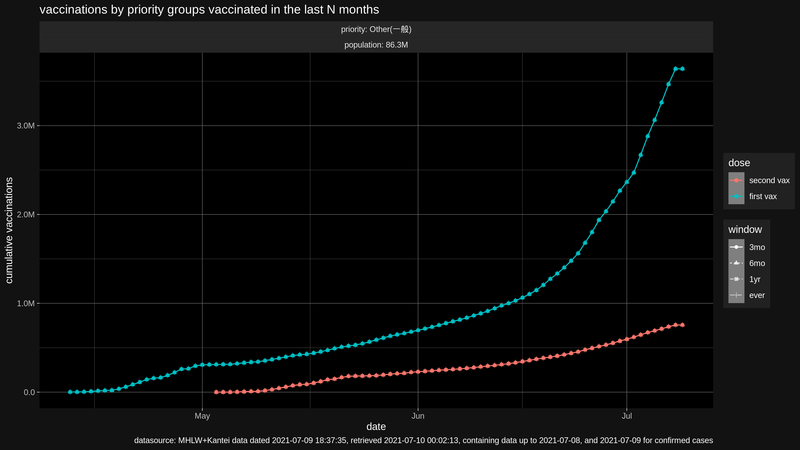 vaccinations by priority groups vaccinated in the last N months
priority: Other(一般)
population: 86.3M
cumulative vaccinations
3.0M
2.0M
1.0M
0.0
May
Jun
Jul
date
dose
second vax
first vax
window
3mo
6mo
1yr
ever
datasource: MHLW+Kantei data dated 2021-07-09 18:37:35, retrieved 2021-07-10 00:02:13, containing data up to 2021-07-08, and 2021-07-09 for confirmed cases